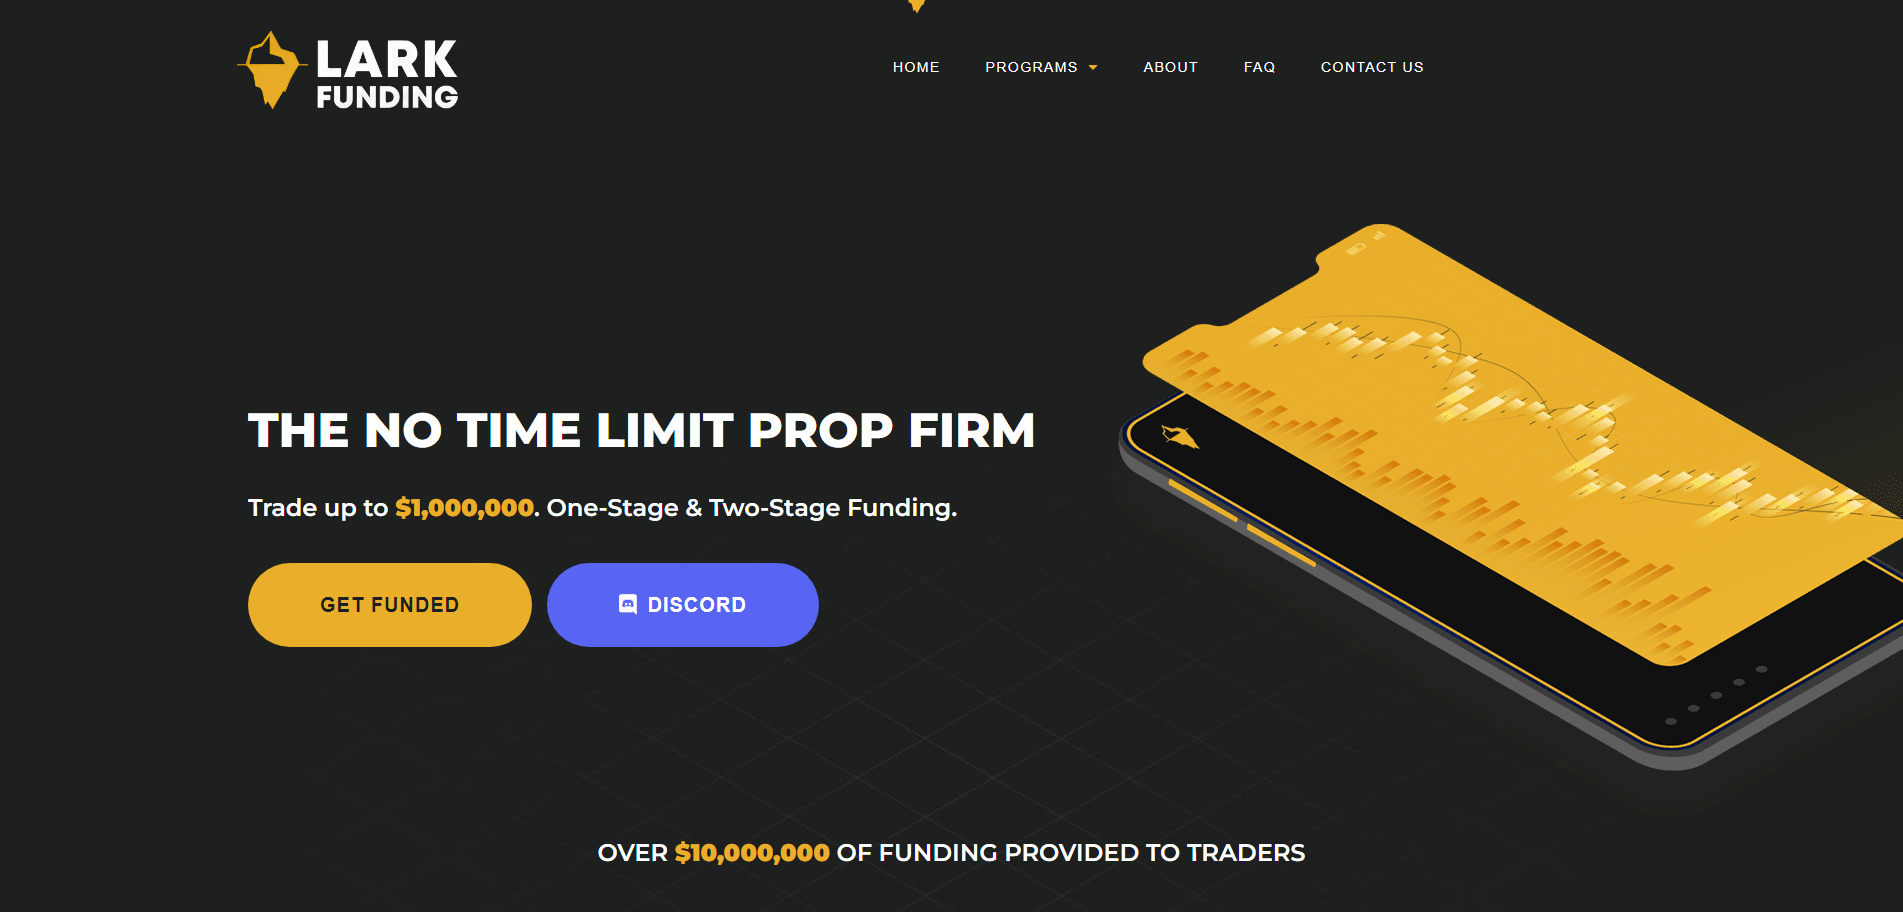 LARK
FUNDING
HOME
PROGRAMS
ABOUT
FAQ
CONTACT US
THE NO TIME LIMIT PROP FIRM
Trade up to $1,000,000. One-Stage & Two-Stage Funding.
GET FUNDED
DISCORD
OVER $10,000,000 OF FUNDING PROVIDED TO TRADERS